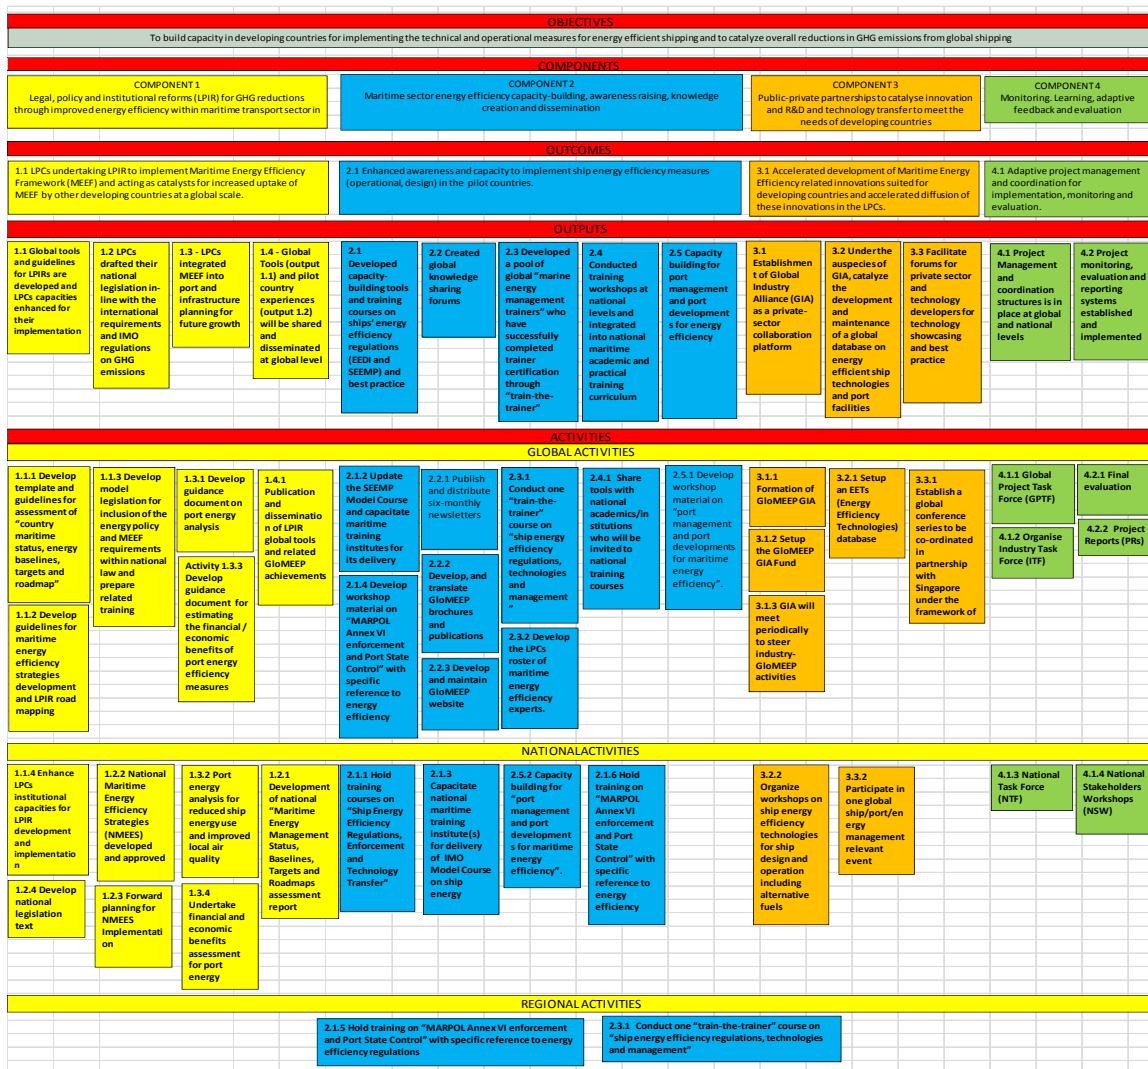 OBJECTIVES
To build capacity in developing countries for implementing the technical and operational measures for energy efficient shipping and to catalyze overall reductions in GHG emissions from global shipping
COMPONENTS
COMPONENT 1
Legal, policy and institutional reforms (LPIR) for GHG reductions
through improved energy efficiency within maritime transport sector in
COMPONENT 2
Maritime sector energy efficiency capacity-building, awareness raising, knowledge
creation and dissemination
COMPONENT 3
Public-private partnerships to catalyse innovation
and R&D and technology transfer to meet the
needs of developing countries
COMPONENT 4
Monitoring. Learning, adaptive
feedback and evaluation
OUTCOMES
1.1 LPCs undertaking LPIR to implement Maritime Energy Efficiency
Framework (MEEF) and acting as catalysts for increased uptake of
MEEF by other developing countries at a global scale.
2.1 Enhanced awareness and capacity to implement ship energy efficiency measures
(operational, design) in the pilot countries.
3.1 Accelerated development of Maritime Energy
Efficiency related innovations suited for
developing countries and accelerated diffusion of
these innovations in the LPCs.
4.1 Adaptive project management
and coordination for
implementation, monitoring and
evaluation.
OUTPUTS
1.1 Global tools
and guidelines
for LPIRs are
developed and
LPCs capacities
enhanced for
their
implementation
1.2 LPCs
drafted their
national
legislation in-
line with the
international
requirements
and IMO
regulations on
GHG
emissions
1.3 - LPCs
integrated
MEEF into
port and
infrastructure
planning for
future growth
1.4 - Global
Tools (output
1.1) and pilot
country
experiences
(output 1.2)
will be shared
and
disseminated
at global level
2.1
Developed
capacity-
building tools
and training
courses on
ships' energy
efficiency
regulations
(EEDI and
SEEMP) and
best practice
2.2 Created
global
knowledge
sharing
forums
2.3 Developed
a pool of
global "marine
energy
management
trainers" who
have
successfully
completed
trainer
certification
through
"train-the-
trainer"
2.4
Conducted
training
workshops at
national
levels and
integrated
into national
maritime
academic and
practical
training
curriculum
2.5 Capacity
building for
port
management
and port
development
s for energy
efficiency
3.1
Establishmen
t of Global
Industry
Alliance (GIA)
as a private-
sector
collaboration
platform
3.2 Under the
auspicies of
GIA, catalyze
the
development
and
maintenance
of a global
database on
energy
efficient ship
technologies
and port
facilities
3.3 Facilitate
forums for
private sector
and
technology
developers for
technology
showcasing
and best
practice
4.1 Project
Management
and
coordination
structures is in
place at global
and national
levels
4.2 Project
monitoring,
evaluation and
reporting
systems
established
and
implemented
ACTIVITIES
GLOBAL ACTIVITIES
1.1.1 Develop
template and
guidelines for
assessment of
"country
maritime
status, energy
baselines,
targets and
roadmap"
1.1.2 Develop
guidelines for
maritime
energy
efficiency
strategies
development
and LPIR road
mapping
1.1.3 Develop
model
legislation for
inclusion of the
energy policy
and MEEF
requirements
within national
law and
prepare
related
training
1.3.1 Develop
guidance
document on
port energy
analysis
Activity 1.3.3
Develop
guidance
document for
estimating
the financial /
economic
benefits of
port energy
efficiency
measures
1.4.1
Publication
and
disseminatio
n of LPIR
global tools
and related
GloMEEP
achievements
2.1.2 Update
the SEEMP
Model Course
and capacitate
maritime
training
institutes for
its delivery
2.1.4 Develop
workshop
material on
"MARPOL
Annex VI
enforcement
and Port State
Control" with
specific
reference to
energy
efficiency
2.2.1 Publish
and distribute
six-monthly
newsletters
2.2.2
Develop, and
translate
GloMEEP
brochures
and
publications
2.2.3 Develop
and maintain
GloMEEP
website
2.3.1
Conduct one
"train-the-
trainer"
course on
"ship energy
efficiency
regulations,
technologies
and
management
"
2.3.2 Develop
the LPCs
roster of
maritime
energy
efficiency
experts.
2.4.1 Share
tools with
national
academics/in
stitutions
who will be
invited to
national
training
courses
2.5.1 Develop
workshop
material on
"port
management
and port
developments
for maritime
energy
efficiency".
3.1.1
Formation of
GloMEEP GIA
3.1.2 Setup
the GloMEEP
GIA Fund
3.1.3 GIA will
meet
periodically
to steer
industry-
GloMEEP
activities
3.2.1 Setup
an EETs
(Energy
Efficiency
Technologies)
database
3.3.1
Establish a
global
conference
series to be
co-ordinated
in
partnership
with
Singapore
under the
framework of
4.1.1 Global
Project Task
Force (GPTF)
4.1.2 Organise
Industry Task
Force (ITF)
4.2.1 Final
evaluation
4.2.2 Project
Reports (PRs)
NATIONAL ACTIVITIES
1.1.4 Enhance
LPCs
institutional
capacities for
LPIR
development
and
implementatio
n
1.2.4 Develop
national
legislation
text
1.2.2 National
Maritime
Energy
Efficiency
Strategies
(NMEES)
developed
and approved
1.2.3 Forward
planning for
NMEES
Implementati
on
1.3.2 Port
energy
analysis for
reduced ship
energy use
and improved
local air
quality
1.3.4
Undertake
financial and
economic
benefits
assessment
for port
energy
1.2.1
Development
of national
"Maritime
Energy
Management
Status,
Baselines,
Targets and
Roadmaps
assessment
report
2.1.1 Hold
training
courses on
"Ship Energy
Efficiency
Regulations,
Enforcement
and
Technology
Transfer"
2.1.3
Capacitate
national
maritime
training
institute(s)
for delivery
of IMO
Model Course
on ship
energy
2.5.2 Capacity
building for
"port
management
and port
development
s for maritime
energy
efficiency".
2.1.6 Hold
training on
"MARPOL
Annex VI
enforcement
and Port
State
Control" with
specific
reference to
energy
efficiency
3.2.2
Organize
workshops on
ship energy
efficiency
technologies
for ship
design and
operation
including
alternative
fuels
3.3.2
Participate in
one global
ship/port/en
ergy
management
relevant
event
4.1.3 National
Task Force
(NTF)
4.1.4 National
Stakeholders
Workshops
(NSW)
REGIONAL ACTIVITIES
2.1.5 Hold training on "MARPOL Annex VI enforcement
and Port State Control" with specific reference to energy
efficiency regulations
2.3.1 Conduct one "train-the-trainer" course on
"ship energy efficiency regulations, technologies
and management"